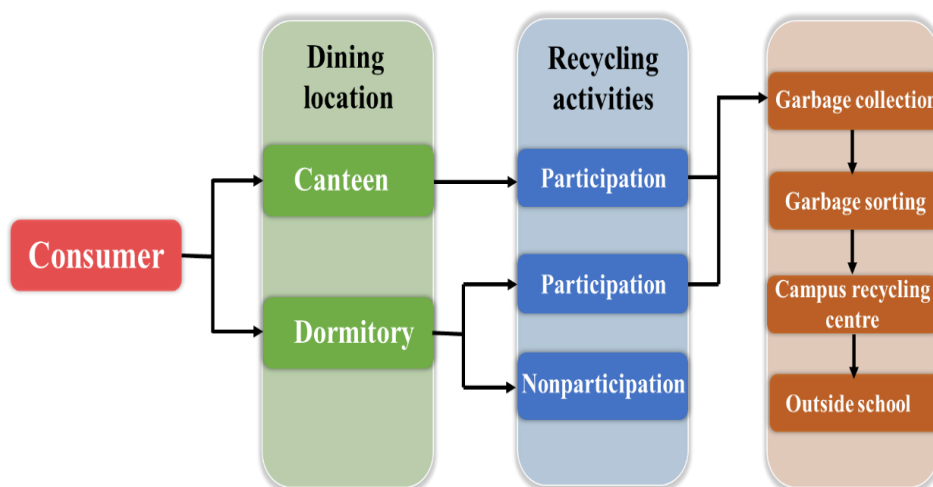 Consumer
Dining
location
Canteen
Dormitory
Recycling
activities
Participation
Participation
Nonparticipation
Garbage collection
Garbage sorting
Campus recycling
centre
Outside school